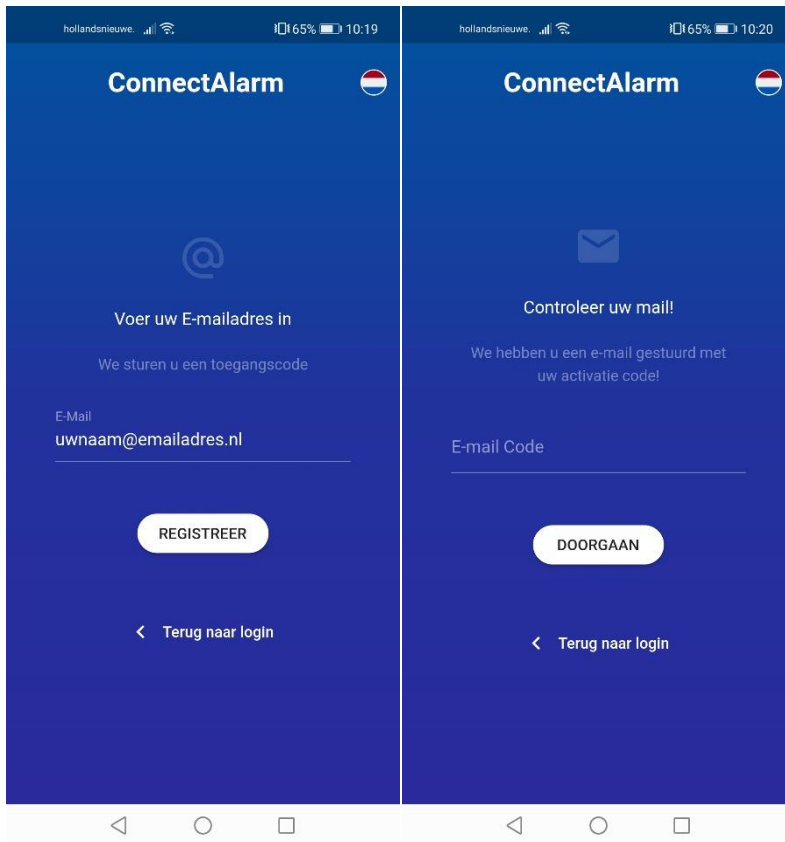 hollandsnieuwe. 65% 10:19
ConnectAlarm
Voer uw E-mailadres in
We sturen u een toegangscode
E-Mail
uwnaam@emailadres.nl
REGISTREER
Terug naar login
hollandsnieuwe. 65% 10:20
ConnectAlarm
Controleer uw mail!
We hebben u een e-mail gestuurd met
uw activatie code!
E-mail Code
DOORGAAN
Terug naar login